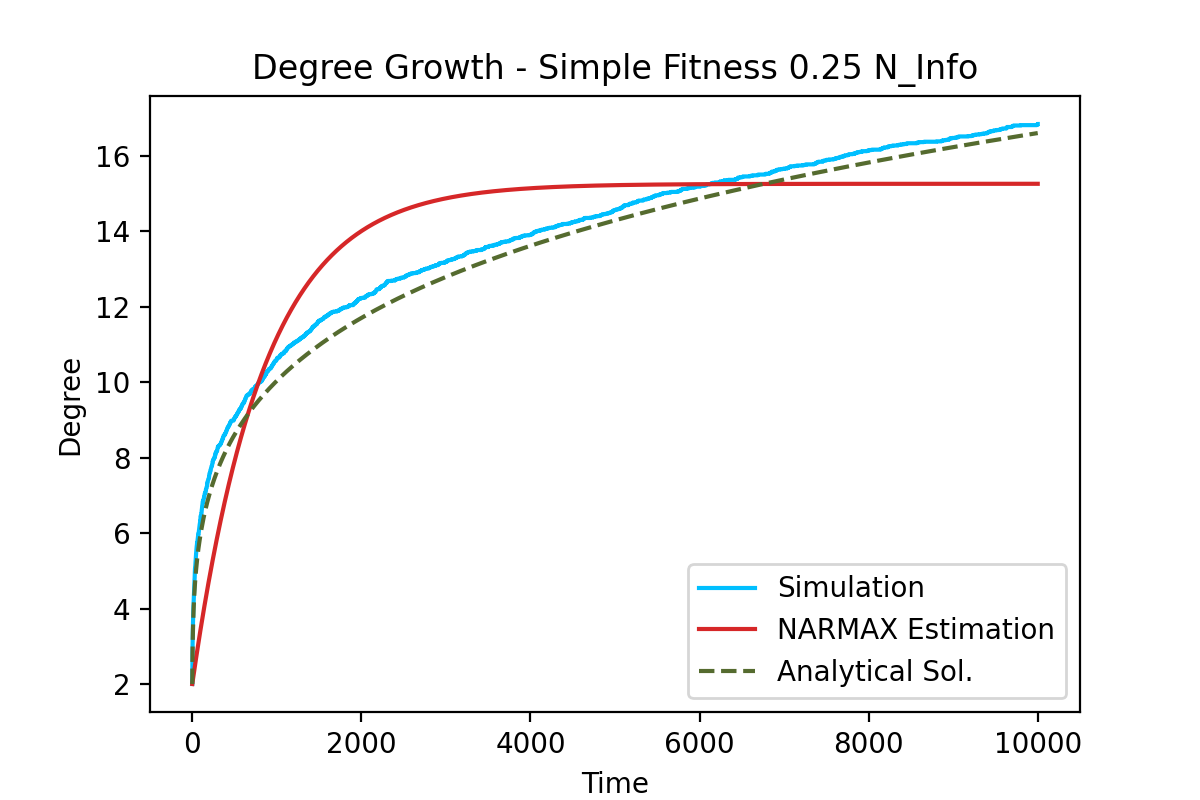 Degree Growth - Simple Fitness 0.25 N_Info
16
14
12
10
8
6
4
2
Degree
Simulation
NARMAX Estimation
Analytical Sol.
0 2000 4000 6000 8000 10000
Time